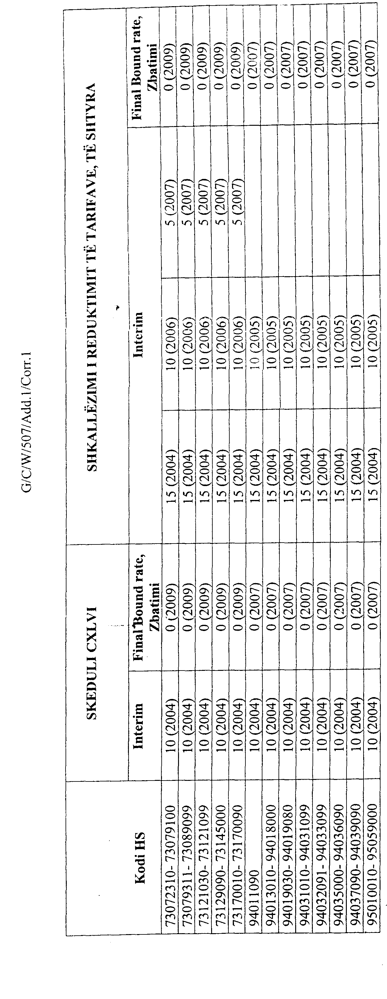 G/C/W/507/Add.1/Corr.1
SKEDULI CXLVI SHKALLËZIMI I REDUKTIMIT TË TARIFAVE, TË SHTYRA
Kodi HS Interim Final Bound rate, Zbatimi Interim Final Bound rate, Zbatimi
73072310- 73079100 10 (2004) 0 (2009) 15 (2004) 10 (2006) 5 (2007) 0 (2009)
73079311- 73089099 10 (2004) 0 (2009) 15 (2004) 10 (2006) 5 (2007) 0 (2009)
73121030- 73121099 10 (2004) 0 (2009) 15 (2004) 10 (2006) 5 (2007) 0 (2009)
73129090- 73145000 10 (2004) 0 (2009) 15 (2004) 10 (2006) 5 (2007) 0 (2009)
73170010- 73170090 10 (2004) 0 (2009) 15 (2004) 10 (2006) 5 (2007) 0 (2009)
94011090 10 (2004) 0 (2007) 15 (2004) 10 (2005) 0 (2007)
94013010- 94018000 10 (2004) 0 (2007) 15 (2004) 10 (2005) 0 (2007)
94019030- 94019080 10 (2004) 0 (2007) 15 (2004) 10 (2005) 0 (2007)
94031010- 94031099 10 (2004) 0 (2007) 15 (2004) 10 (2005) 0 (2007)
94032091- 94033099 10 (2004) 0 (2007) 15 (2004) 10 (2005) 0 (2007)
94035000- 94036090 10 (2004) 0 (2007) 15 (2004) 10 (2005) 0 (2007)
94037090- 94039090 10 (2004) 0 (2007) 15 (2004) 10 (2005) 0 (2007)
95010010- 95059000 10 (2004) 0 (2007) 15 (2004) 10 (2005) 0 (2007)